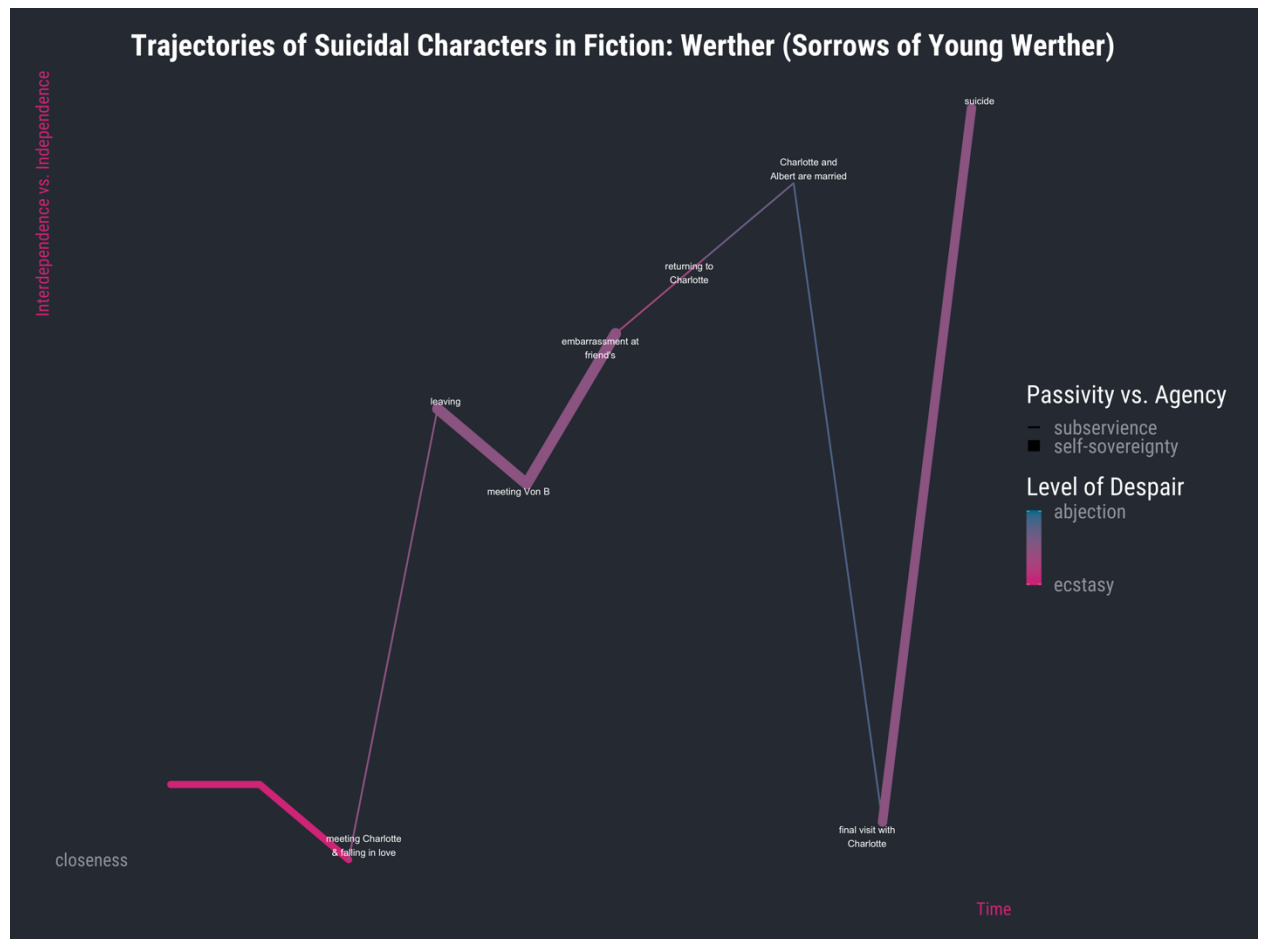 Trajectories of Suicidal Characters in Fiction: Werther (Sorrows of Young Werther)
Interdependence vs. Independence
suicide
Charlotte and
Albert are married
returning to
Charlotte
embarrassment at
friend's
leaving
meeting Von B
meeting Charlotte
& falling in love
final visit with
Charlotte
closeness
Time
Passivity vs. Agency
subservience
self-sovereignty
Level of Despair
abjection
ecstasy